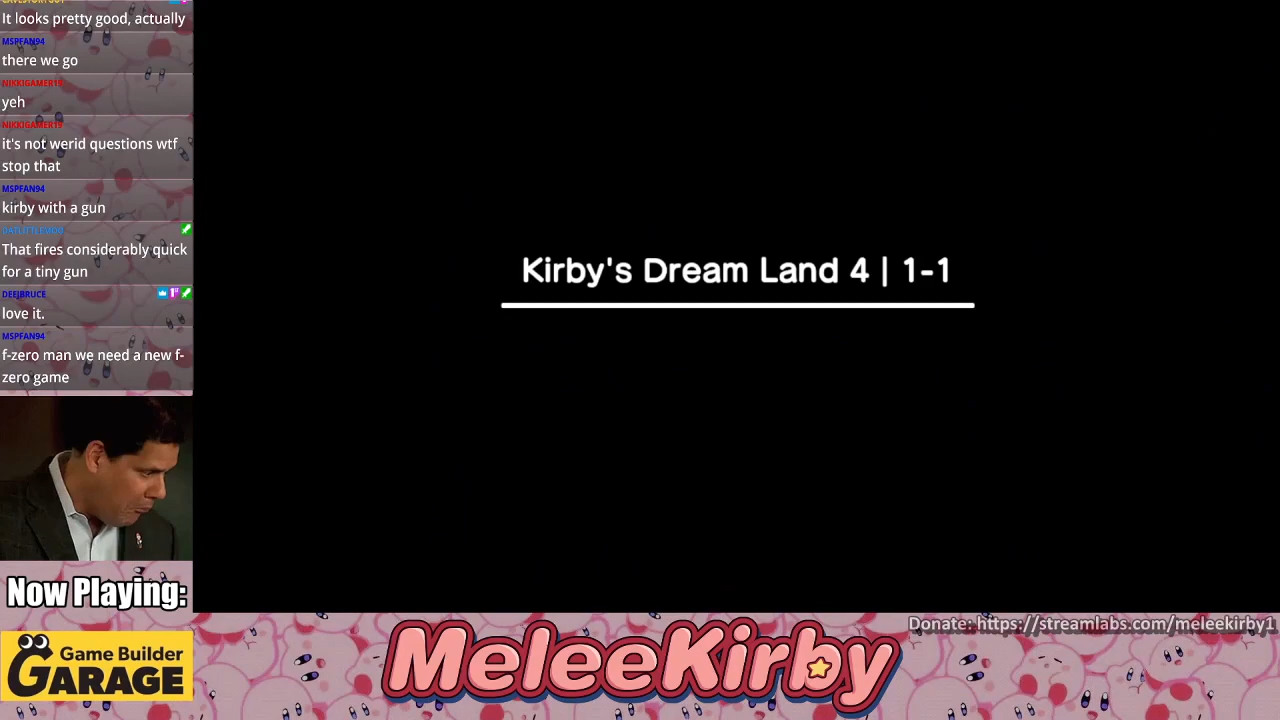 It looks pretty good, actually
MSPFAN94
there we go
NIKKIGAMER19
yeh
NIKKIGAMER19
it's not werid questions wtf
stop that
MSPFAN94
kirby with a gun
That fires considerably quick
for a tiny gun
DEEJBRUCE
love it.
MSPFAN94
f-zero man we need a new f-
zero game
Kirby's Dream Land 4 | 1-1
Now Playing:
Game Builder
GARAGE
MeleeKirby
Donate: https://streamlabs.com/meleekirby1